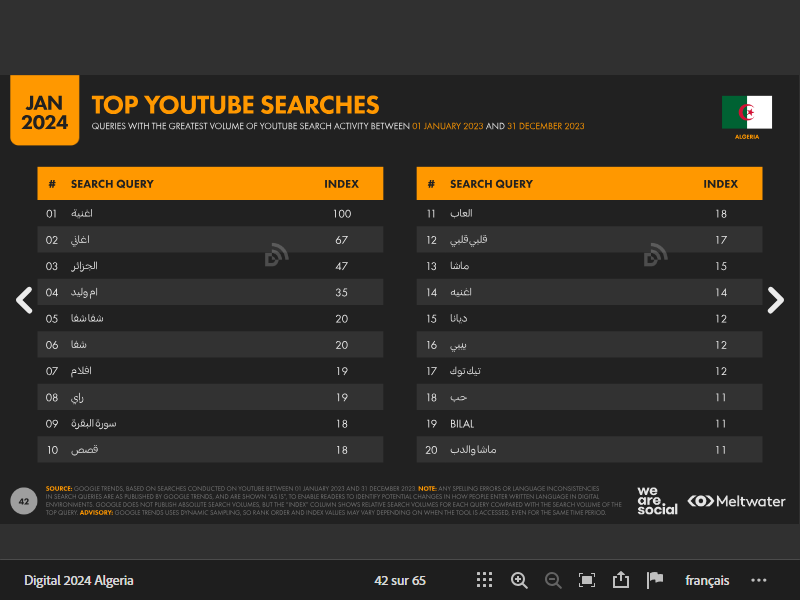 JAN
2024
TOP YOUTUBE SEARCHES
QUERIES WITH THE GREATEST VOLUME OF YOUTUBE SEARCH ACTIVITY BETWEEN 01 JANUARY 2023 AND 31 DECEMBER 2023
ALGERIA
# SEARCH QUERY INDEX
01 اغنية 100
02 اغاني 67
03 الجزائر 47
04 ام وليد 35
05 شفا شفا 20
06 شفا 20
07 افلام 19
08 راي 19
09 سورة البقرة 18
10 قصص 18
# SEARCH QUERY INDEX
11 العاب 18
12 قلبي قلبي 17
13 ماشا 15
14 اغنيه 14
15 ديانا 12
16 بيبي 12
17 تيك توك 12
18 حب 11
19 BILAL 11
20 ماشا والدب 11
42
SOURCE: GOOGLE TRENDS, BASED ON SEARCHES CONDUCTED ON YOUTUBE BETWEEN 01 JANUARY 2023 AND 31 DECEMBER 2023. NOTE: ANY SPELLING ERRORS OR LANGUAGE INCONSISTENCIES
IN SEARCH QUERIES ARE AS PUBLISHED BY GOOGLE TRENDS, AND ARE SHOWN "AS IS", TO ENABLE READERS TO IDENTIFY POTENTIAL CHANGES IN HOW PEOPLE ENTER WRITTEN LANGUAGE IN DIGITAL
ENVIRONMENTS. GOOGLE DOES NOT PUBLISH ABSOLUTE SEARCH VOLUMES, BUT THE "INDEX" COLUMN SHOWS RELATIVE SEARCH VOLUMES FOR EACH QUERY COMPARED WITH THE SEARCH VOLUME OF THE
TOP QUERY. ADVISORY: GOOGLE TRENDS USES DYNAMIC SAMPLING, SO RANK ORDER AND INDEX VALUES MAY VARY DEPENDING ON WHEN THE TOOL IS ACCESSED, EVEN FOR THE SAME TIME PERIOD.
we
are.
social
Meltwater
Digital 2024 Algeria
42 sur 65
français